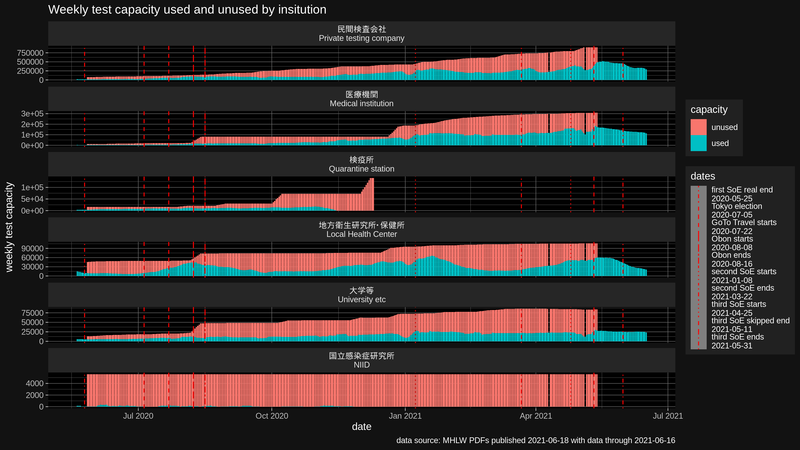 Weekly test capacity used and unused by insitution
民間検査会社
Private testing company
750000
500000
250000
0
医療機関
Medical institution
3e+05
2e+05
1e+05
0e+00
検疫所
Quarantine station
1e+05
5e+04
0e+00
地方衛生研究所・保健所
Local Health Center
90000
60000
30000
0
大学等
University etc
75000
50000
25000
0
国立感染症研究所
NIID
4000
2000
0
Jul 2020
Oct 2020
Jan 2021
Apr 2021
Jul 2021
date
weekly test capacity
capacity
unused
used
dates
first SoE real end
2020-05-25
Tokyo election
2020-07-05
GoTo Travel starts
2020-07-22
Obon starts
2020-08-08
Obon ends
2020-08-16
second SoE starts
2021-01-08
second SoE ends
2021-03-22
third SoE starts
2021-04-25
third SoE skipped end
2021-05-11
third SoE ends
2021-05-31
data source: MHLW PDFs published 2021-06-18 with data through 2021-06-16